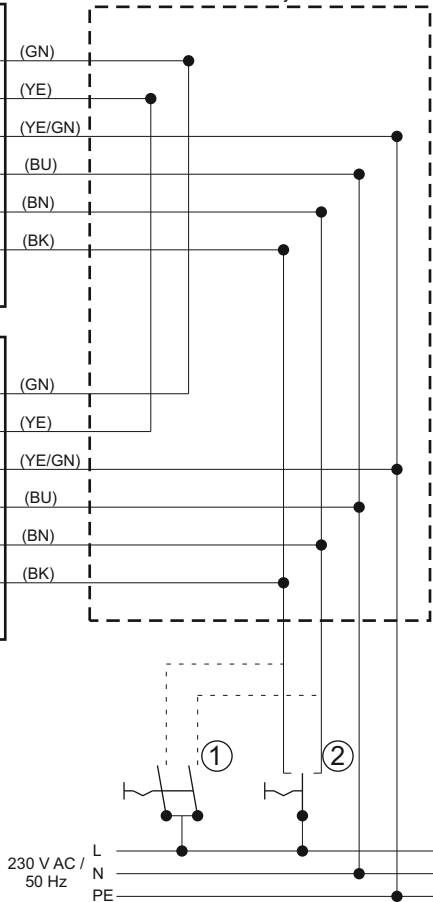 (GN)
(YE)
(YE/GN)
(BU)
(BN)
(BK)
(GN)
(YE)
(YE/GN)
(BU)
(BN)
(BK)
1
2
230 V AC /
50 Hz
L
N
PE